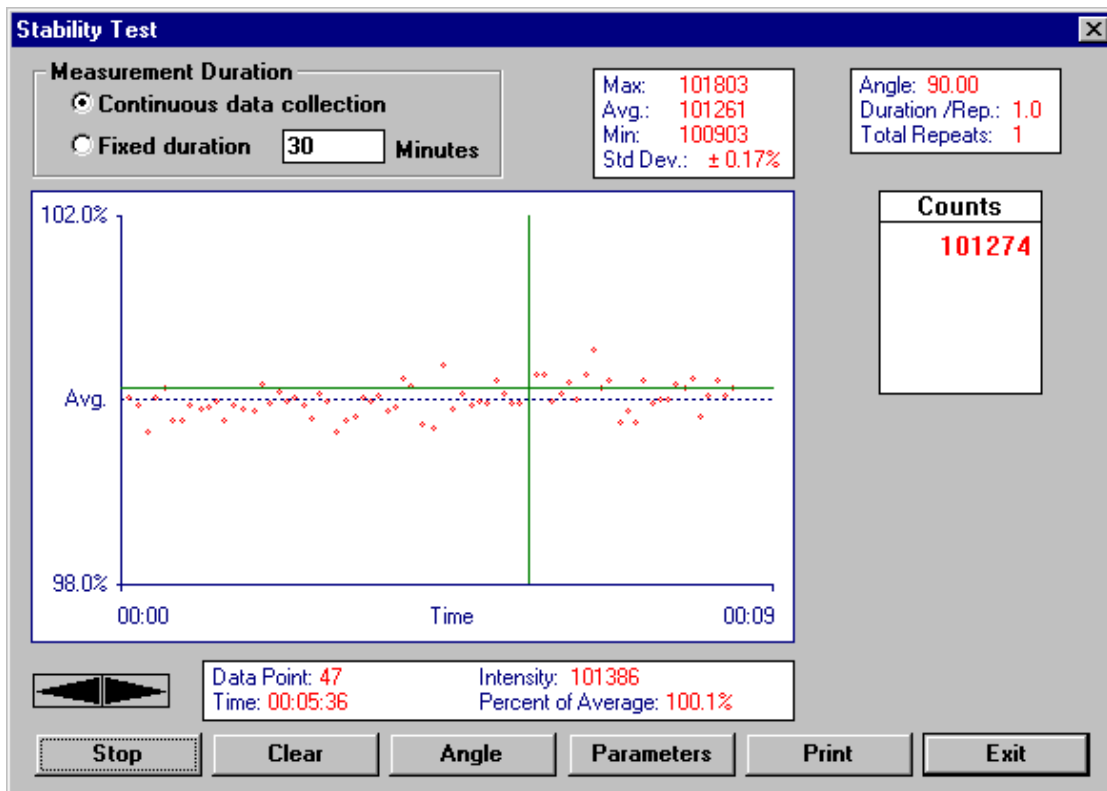 Stability Test
Measurement Duration
Continuous data collection
Fixed duration 30 Minutes
Max: 101803
Avg.: 101261
Min: 100903
Std Dev.: ± 0.17%
Angle: 90.00
Duration /Rep.: 1.0
Total Repeats: 1
102.0%
Avg.
98.0%
00:00 Time 00:09
Counts
101274
Data Point: 47 Intensity: 101386
Time: 00:05:36 Percent of Average: 100.1%
Stop Clear Angle Parameters Print Exit